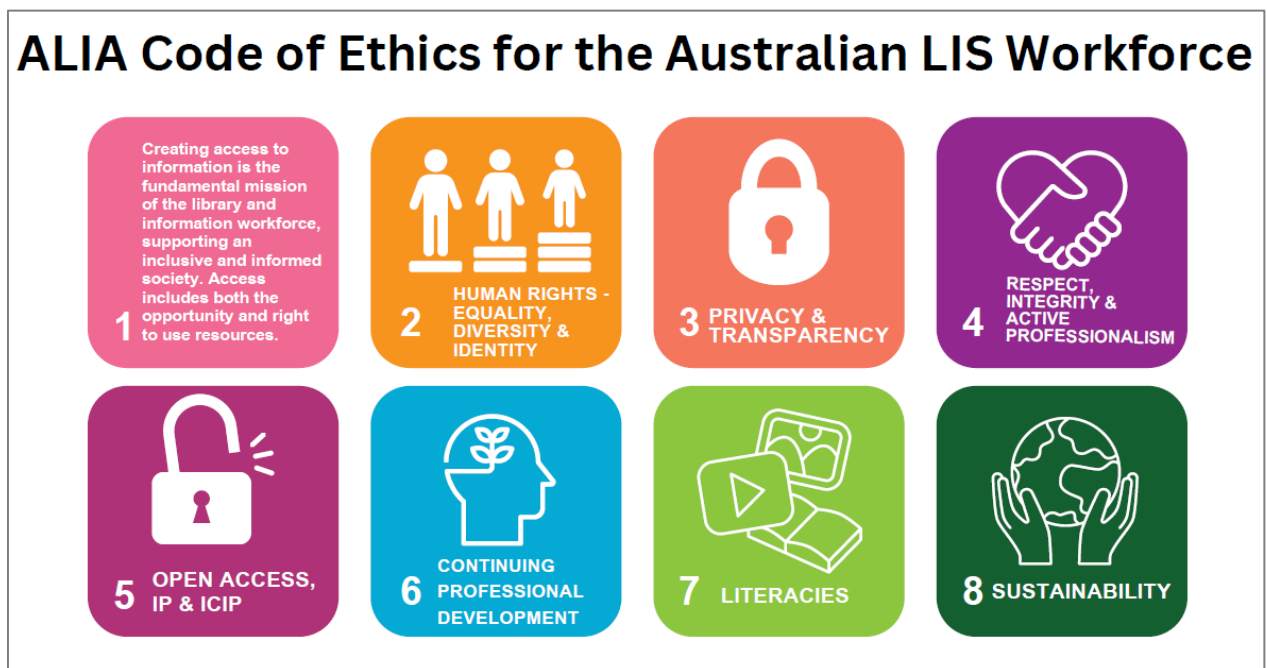 ALIA Code of Ethics for the Australian LIS Workforce
Creating access to
information is the
fundamental mission
of the library and
information workforce,
supporting an
inclusive and informed
society. Access
includes both the
opportunity and right
to use resources.
1
HUMAN RIGHTS -
EQUALITY,
DIVERSITY &
IDENTITY
2
3 PRIVACY &
TRANSPARENCY
RESPECT,
INTEGRITY &
ACTIVE
PROFESSIONALISM
4
5 OPEN ACCESS,
IP & ICIP
CONTINUING
6 PROFESSIONAL
DEVELOPMENT
7 LITERACIES
8 SUSTAINABILITY